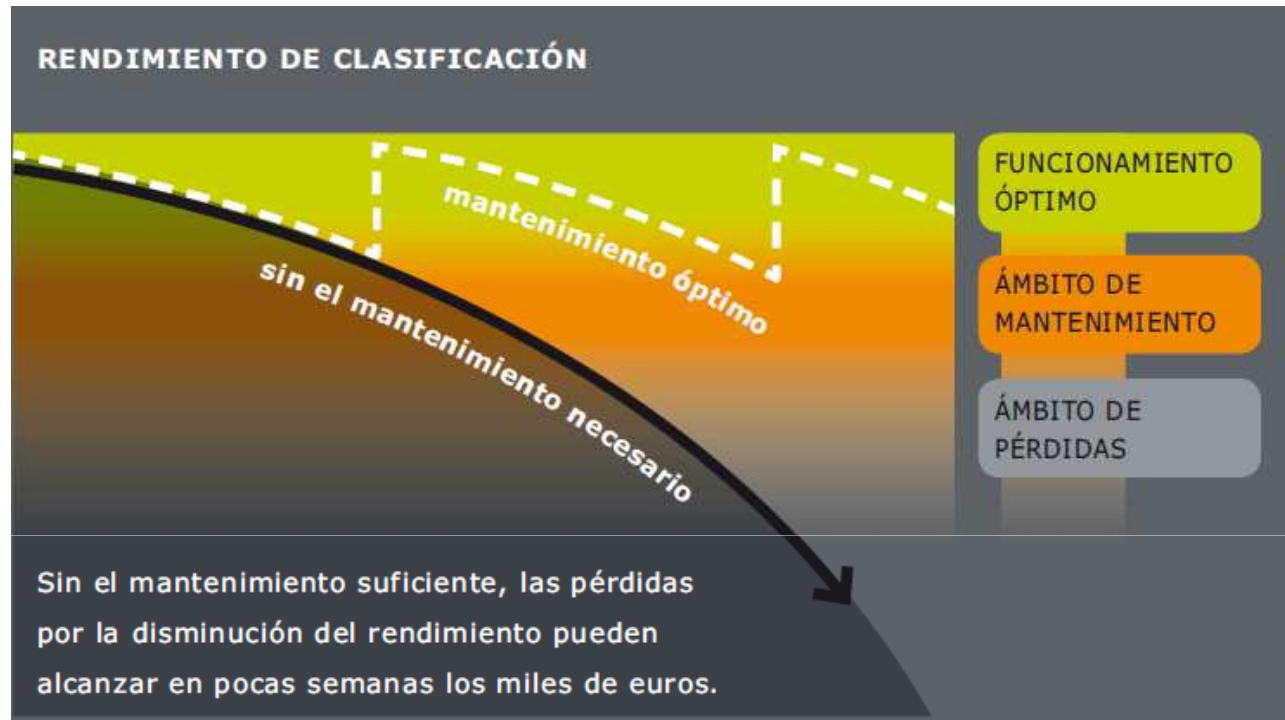 RENDIMIENTO DE CLASIFICACIÓN
mantenimiento óptimo
sin el mantenimiento necesario
FUNCIONAMIENTO
ÓPTIMO
ÁMBITO DE
MANTENIMIENTO
ÁMBITO DE
PÉRDIDAS
Sin el mantenimiento suficiente, las pérdidas
por la disminución del rendimiento pueden
alcanzar en pocas semanas los miles de euros.